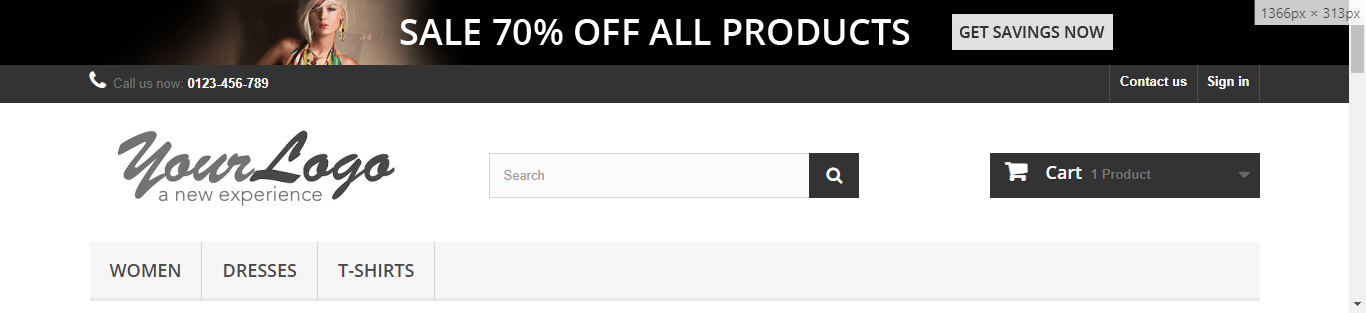 SALE 70% OFF ALL PRODUCTS
GET SAVINGS NOW
1366px × 313px
Call us now: 0123-456-789
Contact us
Sign in
YourLogo
a new experience
Search
Cart 1 Product
WOMEN
DRESSES
T-SHIRTS